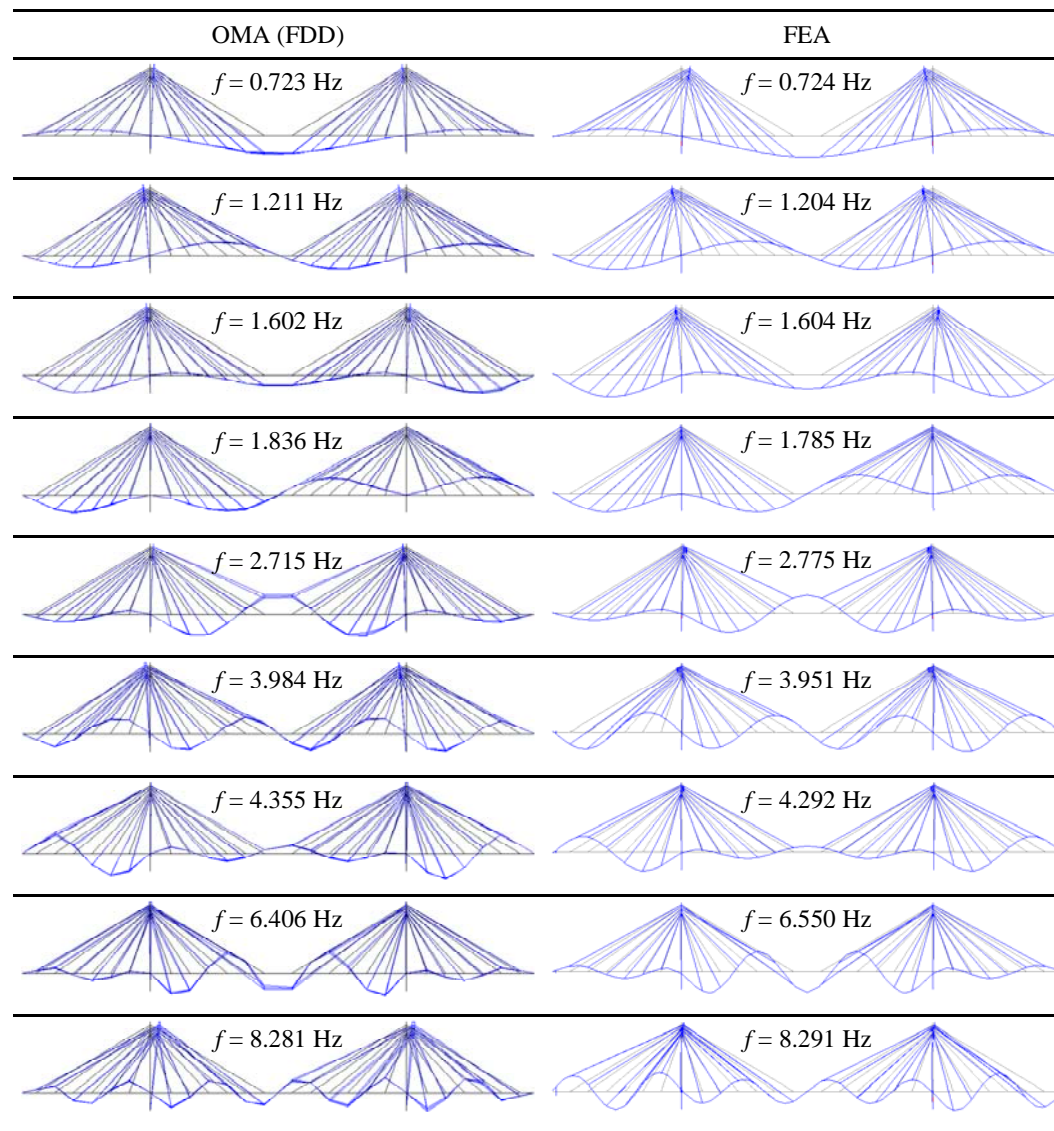 OMA (FDD) FEA
f = 0.723 Hz f = 0.724 Hz
f = 1.211 Hz f = 1.204 Hz
f = 1.602 Hz f = 1.604 Hz
f = 1.836 Hz f = 1.785 Hz
f = 2.715 Hz f = 2.775 Hz
f = 3.984 Hz f = 3.951 Hz
f = 4.355 Hz f = 4.292 Hz
f = 6.406 Hz f = 6.550 Hz
f = 8.281 Hz f = 8.291 Hz